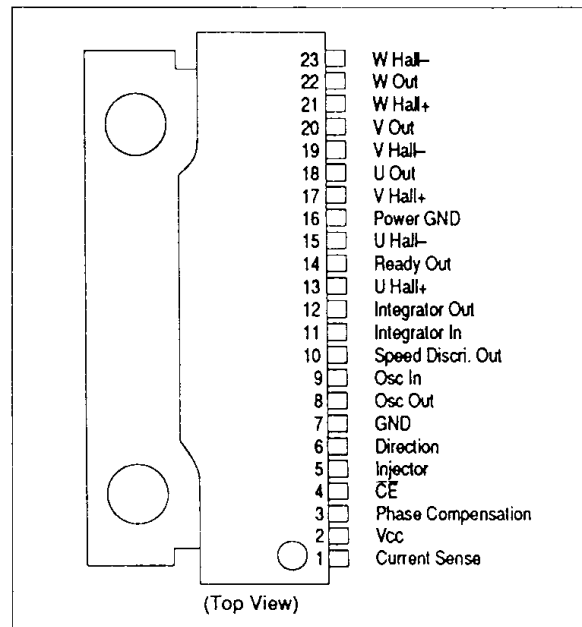 23 W Hall–
22 W Out
21 W Hall+
20 V Out
19 V Hall–
18 U Out
17 V Hall+
16 Power GND
15 U Hall–
14 Ready Out
13 U Hall+
12 Integrator Out
11 Integrator In
10 Speed Discri. Out
9 Osc In
8 Osc Out
7 GND
6 Direction
5 Injector
4 C̅E̅
3 Phase Compensation
2 Vcc
1 Current Sense
(Top View)